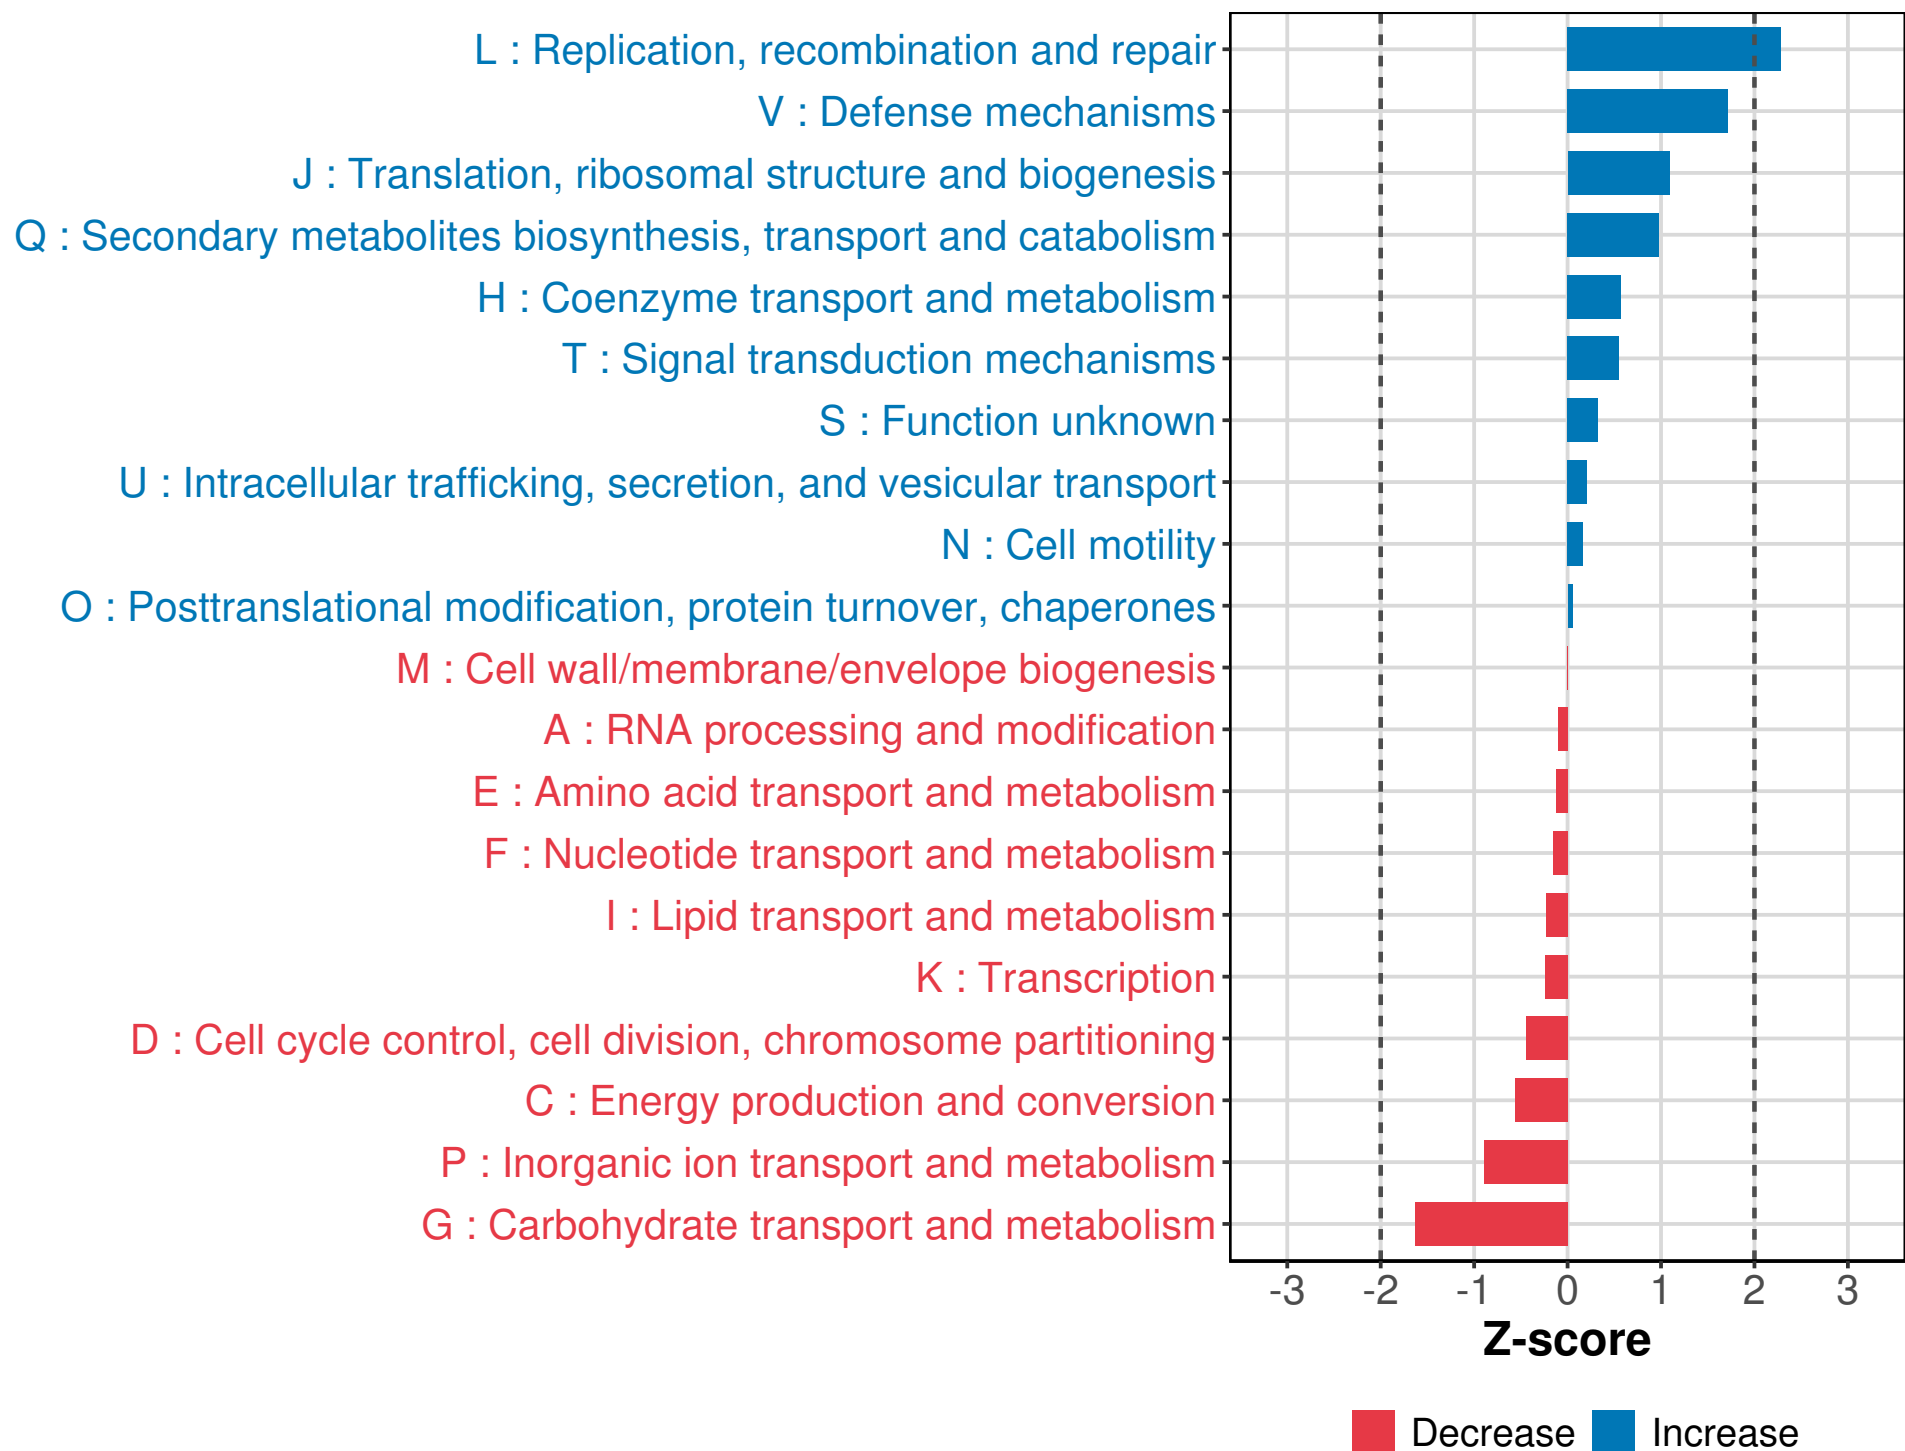 L : Replication, recombination and repair
V : Defense mechanisms
J : Translation, ribosomal structure and biogenesis
Q : Secondary metabolites biosynthesis, transport and catabolism
H : Coenzyme transport and metabolism
T : Signal transduction mechanisms
S : Function unknown
U : Intracellular trafficking, secretion, and vesicular transport
N : Cell motility
O : Posttranslational modification, protein turnover, chaperones
M : Cell wall/membrane/envelope biogenesis
A : RNA processing and modification
E : Amino acid transport and metabolism
F : Nucleotide transport and metabolism
I : Lipid transport and metabolism
K : Transcription
D : Cell cycle control, cell division, chromosome partitioning
C : Energy production and conversion
P : Inorganic ion transport and metabolism
G : Carbohydrate transport and metabolism
-3 -2 -1 0 1 2 3
Z-score
Decrease Increase